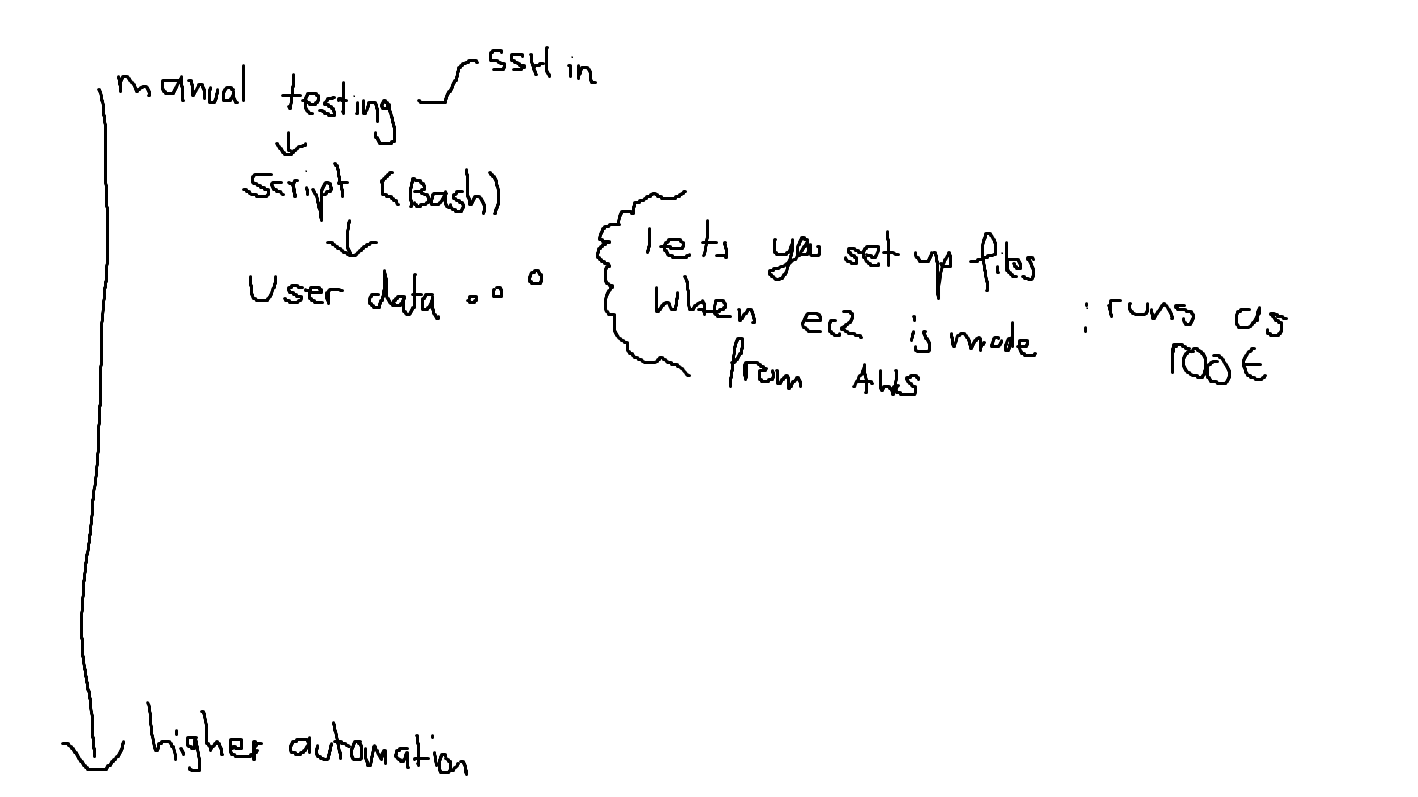 manual testing
SSH in
script (Bash)
User data ...
lets you set up files
when ec2 is made
from AWS
: runs as
root
higher automation